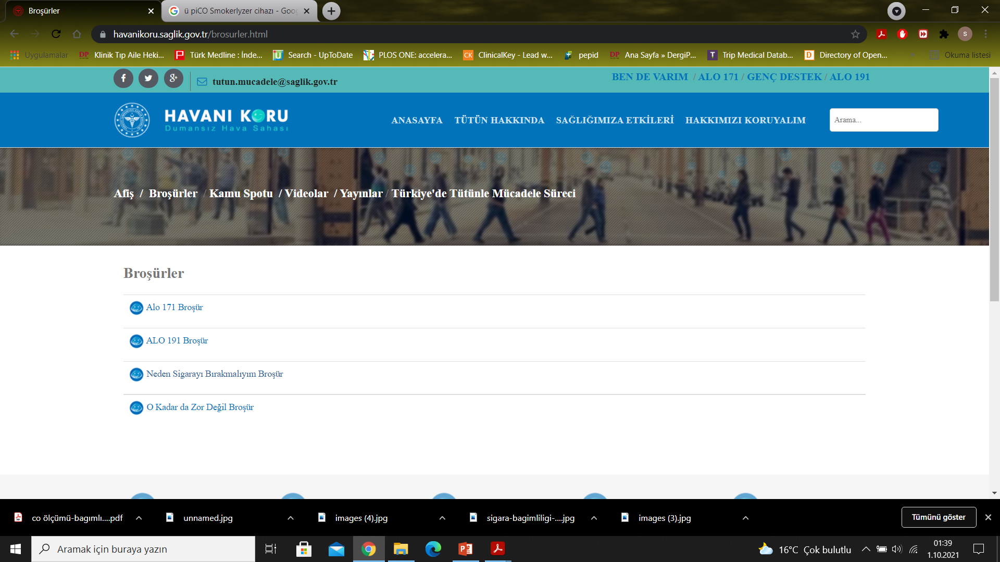 Broşürler
ü piCO Smokerlyzer cihazı - Goog
havanikoru.saglik.gov.tr/brosurler.html
S
Uygulamalar
DP Klinik Tıp Aile Heki...
Türk Medline : İnde...
Search - UpToDate
PLOS ONE: accelera...
CK ClinicalKey - Lead w...
pepid
DP Ana Sayfa » DergiP...
T Trip Medical Datab...
D Directory of Open...
Okuma listesi
tutun.mucadele@saglik.gov.tr
BEN DE VARIM / ALO 171 / GENÇ DESTEK / ALO 191
HAVANI KORU
Dumansız Hava Sahası
ANASAYFA TÜTÜN HAKKINDA SAĞLIĞIMIZA ETKİLERİ HAKKIMIZI KORUYALIM
Arama...
Afiş / Broşürler / Kamu Spotu / Videolar / Yayınlar / Türkiye'de Tütünle Mücadele Süreci
Broşürler
Alo 171 Broşür
ALO 191 Broşür
Neden Sigarayı Bırakmalıyım Broşür
O Kadar da Zor Değil Broşür
co ölçümü-bagımlı....pdf
unnamed.jpg
images (4).jpg
sigara-bagimliligi-....jpg
images (3).jpg
Tümünü göster
Aramak için buraya yazın
16°C Çok bulutlu
01:39
1.10.2021